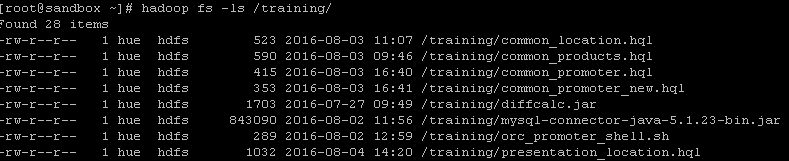 [root@sandbox ~]# hadoop fs -ls /training/
Found 28 items
-rw-r--r-- 1 hue hdfs 523 2016-08-03 11:07 /training/common_location.hql
-rw-r--r-- 1 hue hdfs 590 2016-08-03 09:46 /training/common_products.hql
-rw-r--r-- 1 hue hdfs 415 2016-08-03 16:40 /training/common_promoter.hql
-rw-r--r-- 1 hue hdfs 353 2016-08-03 16:41 /training/common_promoter_new.hql
-rw-r--r-- 1 hue hdfs 1703 2016-07-27 09:49 /training/diffcalc.jar
-rw-r--r-- 1 hue hdfs 843090 2016-08-02 11:56 /training/mysql-connector-java-5.1.23-bin.jar
-rw-r--r-- 1 hue hdfs 289 2016-08-02 12:59 /training/orc_promoter_shell.sh
-rw-r--r-- 1 hue hdfs 1032 2016-08-04 14:20 /training/presentation_location.hql